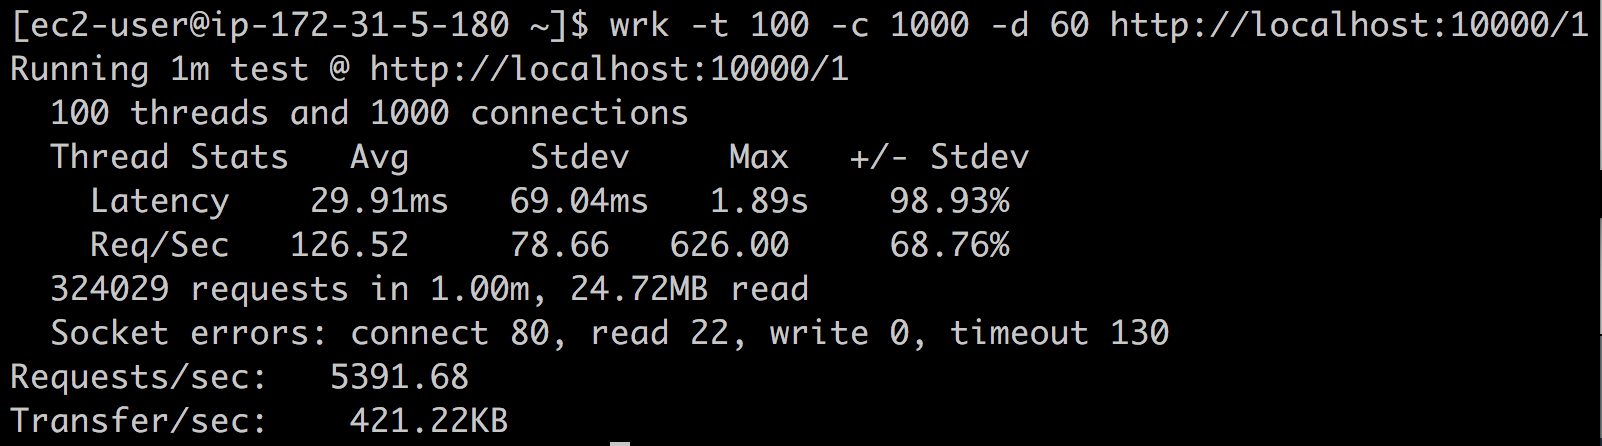 [ec2-user@ip-172-31-5-180 ~]$ wrk -t 100 -c 1000 -d 60 http://localhost:10000/1
Running 1m test @ http://localhost:10000/1
  100 threads and 1000 connections
  Thread Stats   Avg      Stdev     Max   +/- Stdev
    Latency    29.91ms   69.04ms   1.89s    98.93%
    Req/Sec   126.52     78.66   626.00     68.76%
  324029 requests in 1.00m, 24.72MB read
  Socket errors: connect 80, read 22, write 0, timeout 130
Requests/sec:   5391.68
Transfer/sec:    421.22KB